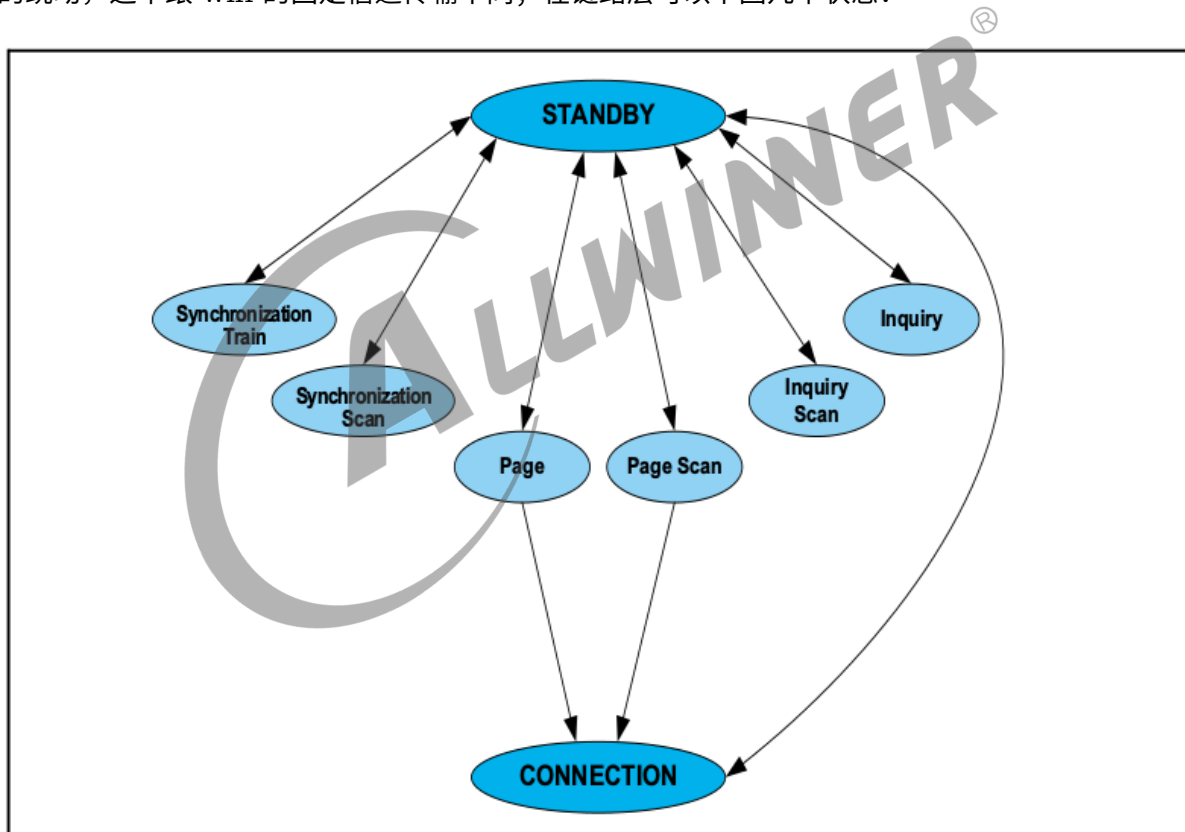 ®
ALLWINNER
STANDBY
Synchronization
Train
Inquiry
Synchronization
Scan
Inquiry
Scan
Page
Page Scan
CONNECTION